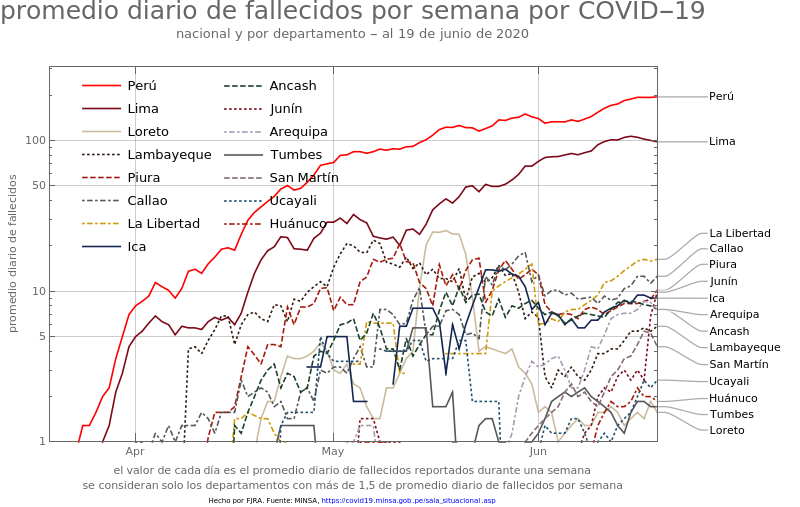 promedio diario de fallecidos por semana por COVID−19
nacional y por departamento − al 19 de junio de 2020
promedio diario de fallecidos
100
50
10
5
1
Perú
Lima
Loreto
Lambayeque
Piura
Callao
La Libertad
Ica
Ancash
Junín
Arequipa
Tumbes
San Martín
Ucayali
Huánuco
Perú
Lima
La Libertad
Callao
Piura
Junín
Ica
Arequipa
Ancash
Lambayeque
San Martín
Ucayali
Huánuco
Tumbes
Loreto
Apr
May
Jun
el valor de cada día es el promedio diario de fallecidos reportados durante una semana
se consideran solo los departamentos con más de 1,5 de promedio diario de fallecidos por semana
Hecho por FJRA. Fuente: MINSA, https://covid19.minsa.gob.pe/sala_situacional.asp